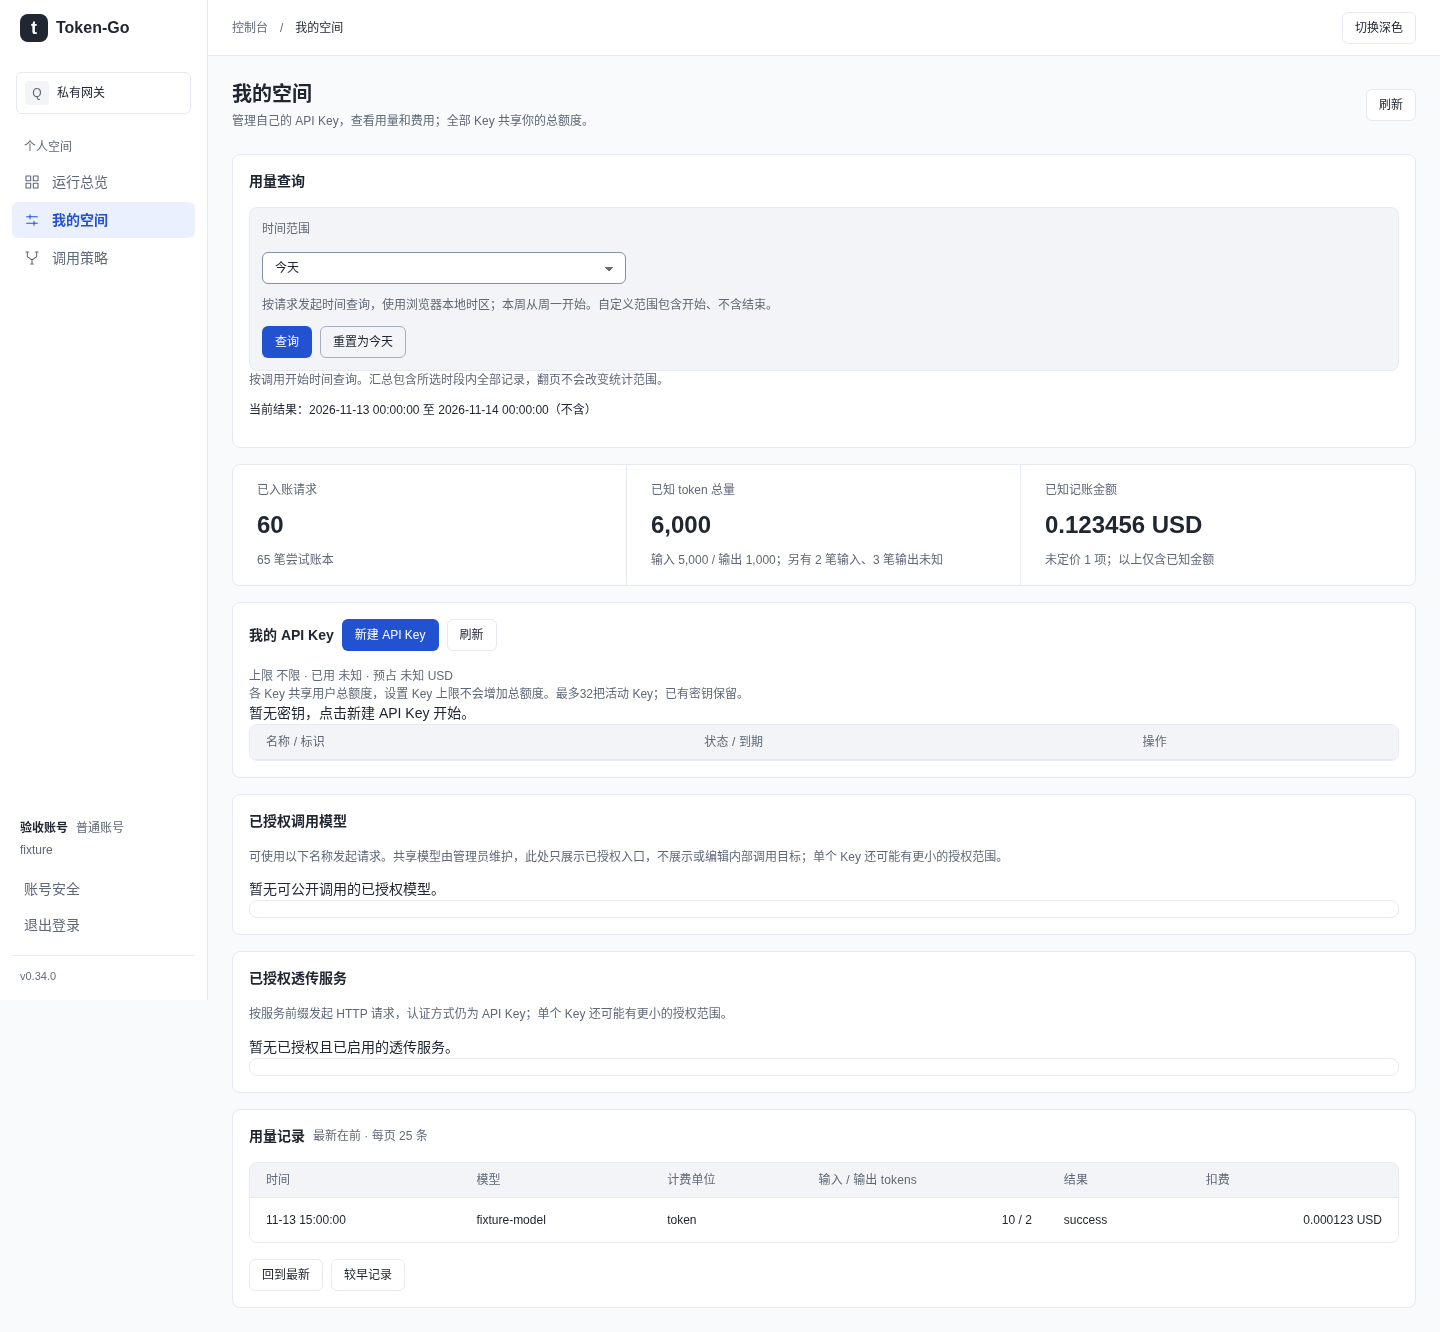 t Token-Go
控制台 / 我的空间
切换深色
Q 私有网关
个人空间
运行总览
我的空间
调用策略
验收账号 普通账号
fixture
账号安全
退出登录
v0.34.0
我的空间
管理自己的 API Key，查看用量和费用；全部 Key 共享你的总额度。
刷新
用量查询
时间范围
今天
按请求发起时间查询，使用浏览器本地时区；本周从周一开始。自定义范围包含开始、不含结束。
查询 重置为今天
按调用开始时间查询。汇总包含所选时段内全部记录，翻页不会改变统计范围。
当前结果：2026-11-13 00:00:00 至 2026-11-14 00:00:00（不含）
已入账请求
60
65 笔尝试账本
已知 token 总量
6,000
输入 5,000 / 输出 1,000；另有 2 笔输入、3 笔输出未知
已知记账金额
0.123456 USD
未定价 1 项；以上仅含已知金额
我的 API Key 新建 API Key 刷新
上限 不限 · 已用 未知 · 预占 未知 USD
各 Key 共享用户总额度，设置 Key 上限不会增加总额度。最多32把活动 Key；已有密钥保留。
暂无密钥，点击新建 API Key 开始。
名称 / 标识 状态 / 到期 操作
已授权调用模型
可使用以下名称发起请求。共享模型由管理员维护，此处只展示已授权入口，不展示或编辑内部调用目标；单个 Key 还可能有更小的授权范围。
暂无可公开调用的已授权模型。
已授权透传服务
按服务前缀发起 HTTP 请求，认证方式仍为 API Key；单个 Key 还可能有更小的授权范围。
暂无已授权且已启用的透传服务。
用量记录 最新在前 · 每页 25 条
时间 模型 计费单位 输入 / 输出 tokens 结果 扣费
11-13 15:00:00 fixture-model token 10 / 2 success 0.000123 USD
回到最新 较早记录